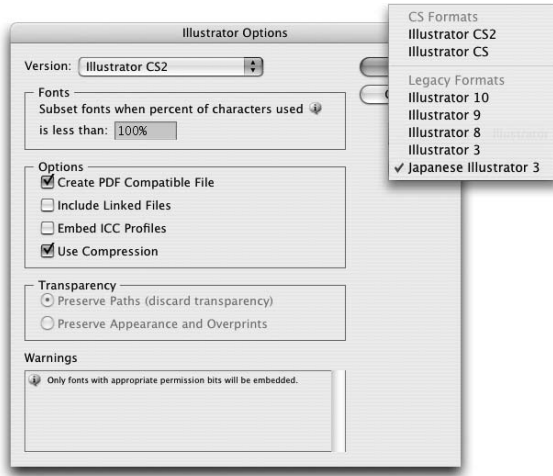 Illustrator Options
Version: Illustrator CS2
Fonts
Subset fonts when percent of characters used
is less than: 100%
Options
Create PDF Compatible File
Include Linked Files
Embed ICC Profiles
Use Compression
Transparency
Preserve Paths (discard transparency)
Preserve Appearance and Overprints
Warnings
Only fonts with appropriate permission bits will be embedded.
CS Formats
Illustrator CS2
Illustrator CS
Legacy Formats
Illustrator 10
Illustrator 9
Illustrator 8
Illustrator 3
Japanese Illustrator 3